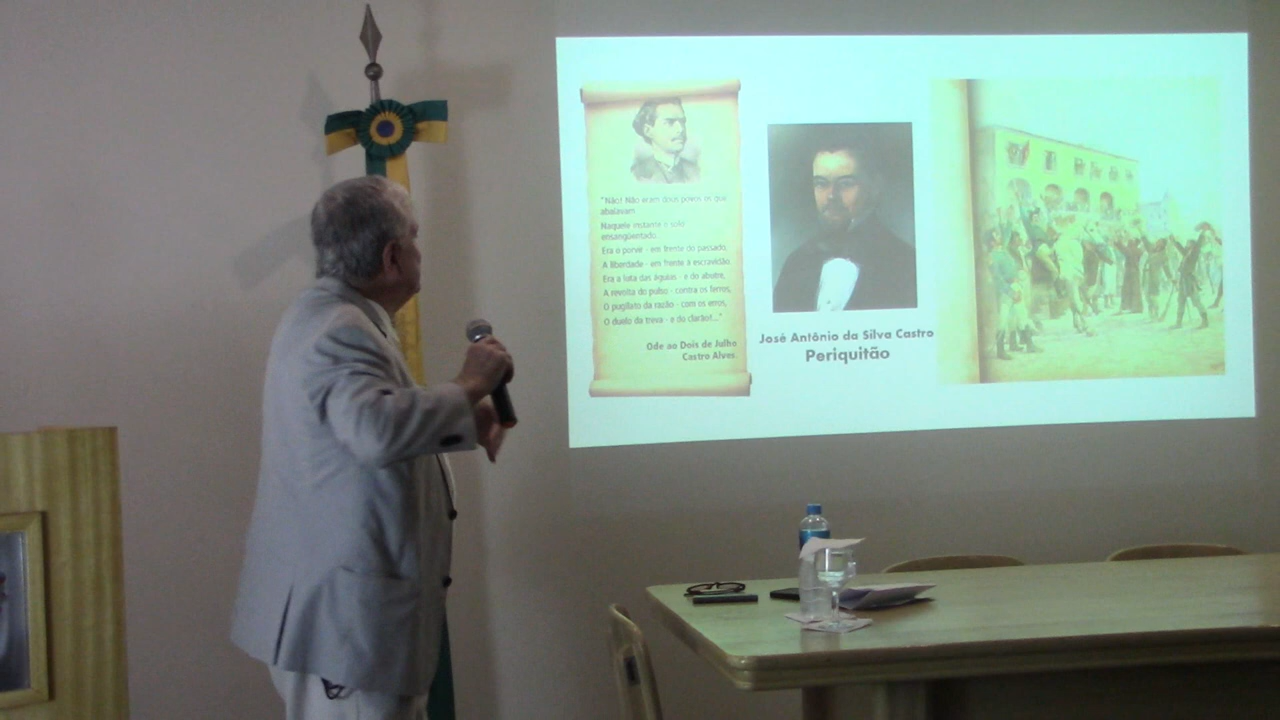 "Não! Não eram dois povos os que
abalavam
Naquele instante o solo
ensangüentado...
Era o porvir - em frente do passado,
A liberdade - em frente à escravidão.
Era a luta das águias - e do abutre,
A revolta do pulso - contra os ferros,
O pugilato da razão - com os erros,
O duelo da treva - e do clarão!..."
Ode ao Dois de Julho
Castro Alves.
José Antônio da Silva Castro
Periquitão